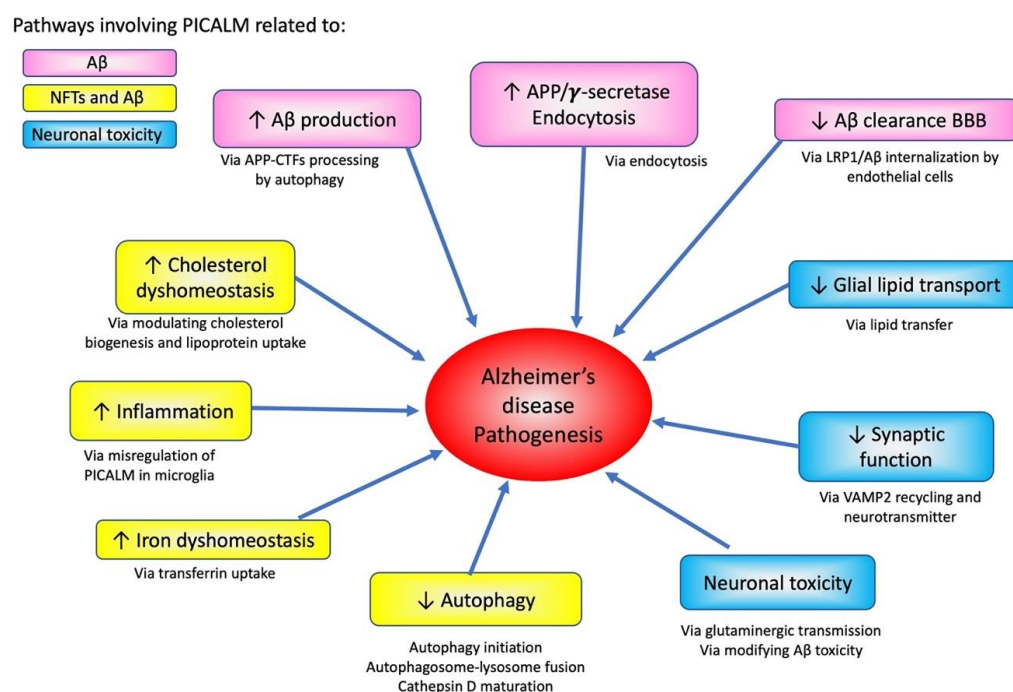 Pathways involving PICALM related to:
Aβ
NFTs and Aβ
Neuronal toxicity
↑ Aβ production
Via APP-CTFs processing
by autophagy
↑ APP/γ-secretase
Endocytosis
Via endocytosis
↓ Aβ clearance BBB
Via LRP1/Aβ internalization by
endothelial cells
↑ Cholesterol
dyshomeostasis
Via modulating cholesterol
biogenesis and lipoprotein uptake
↓ Glial lipid transport
Via lipid transfer
Alzheimer's
disease
Pathogenesis
↑ Inflammation
Via misregulation of
PICALM in microglia
↓ Synaptic
function
Via VAMP2 recycling and
neurotransmitter
↑ Iron dyshomeostasis
Via transferrin uptake
↓ Autophagy
Autophagy initiation
Autophagosome-lysosome fusion
Cathepsin D maturation
Neuronal toxicity
Via glutaminergic transmission
Via modifying Aβ toxicity